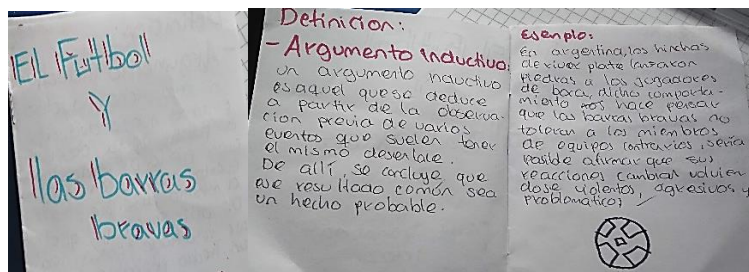 EL Futbol
Y
las barras
bravas
Definicion:
- Argumento inductivo:
un argumento nductivo
es aquel que se deduce
a partir de la observa-
cion previa de varios
eventos que suelen tener
el mismo desenlace.
De allí, se concluye que
ese resultado común sea
un hecho probable.
Ejemplo:
En argentina, los hinchas
de river plate lanzaron
piedras a los jugadores
de boca, dicho comporta-
miento nos hace pensar
que las barras bravas no
toleran a los miembros
de equipos contrarios, seria
posible afirmar que sus
reacciones cambian volvien
dose violentos, agresivos y
problematicos